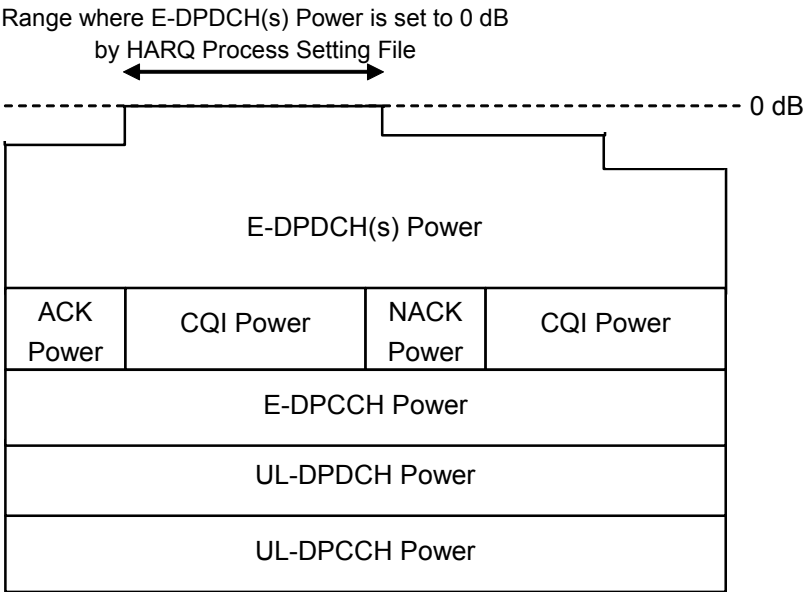 Range where E-DPDCH(s) Power is set to 0 dB
by HARQ Process Setting File
0 dB
E-DPDCH(s) Power
ACK
Power
CQI Power
NACK
Power
CQI Power
E-DPCCH Power
UL-DPDCH Power
UL-DPCCH Power